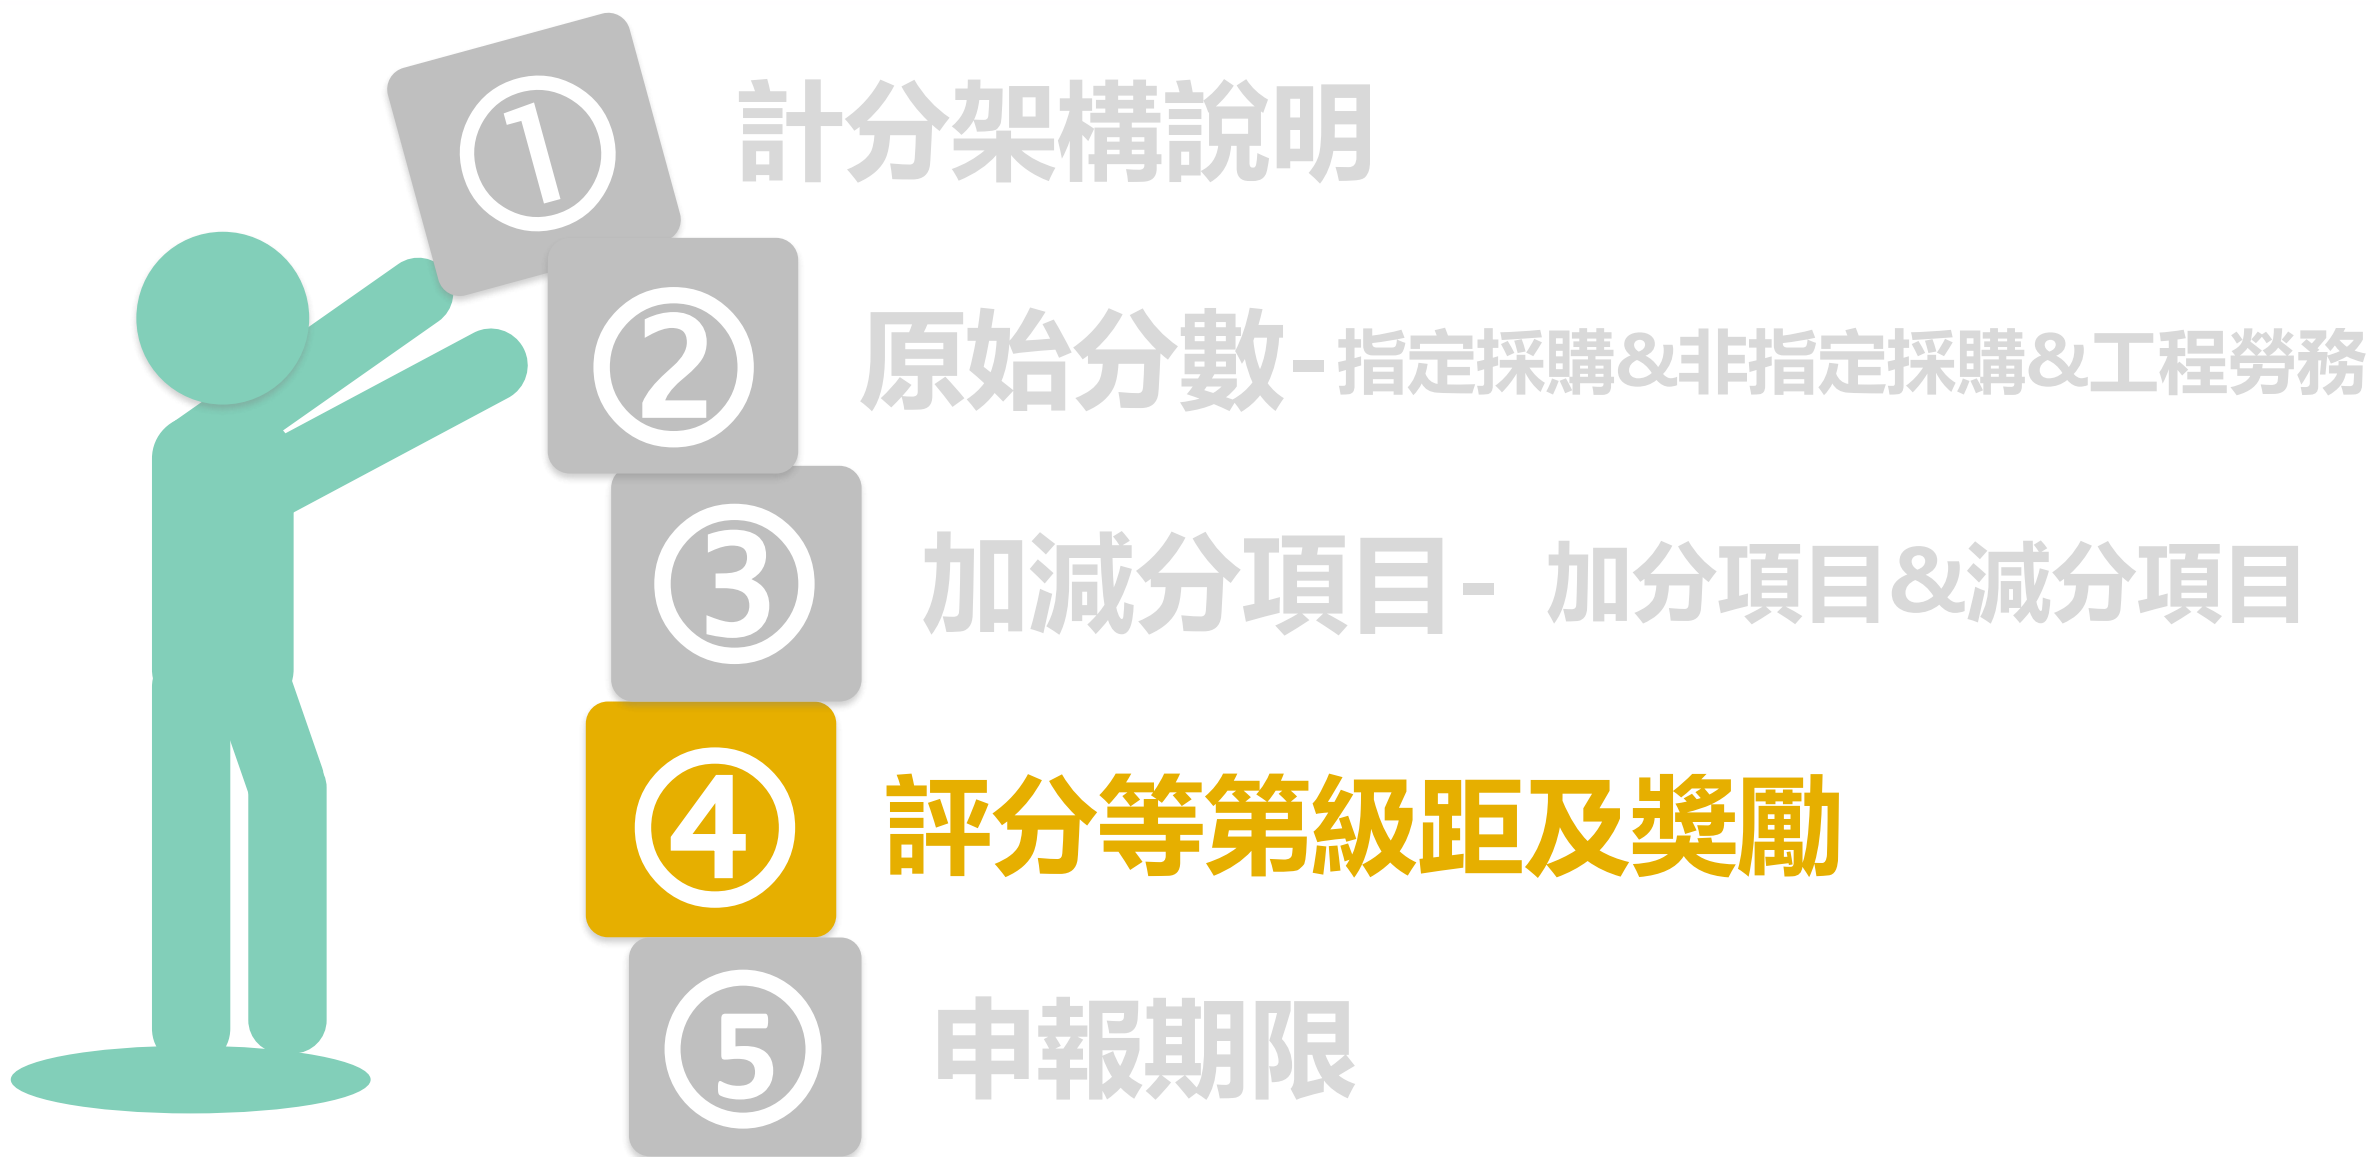 ① 計分架構說明
② 原始分數-指定採購&非指定採購&工程勞務
③ 加減分項目- 加分項目&減分項目
④ 評分等第級距及獎勵
⑤ 申報期限